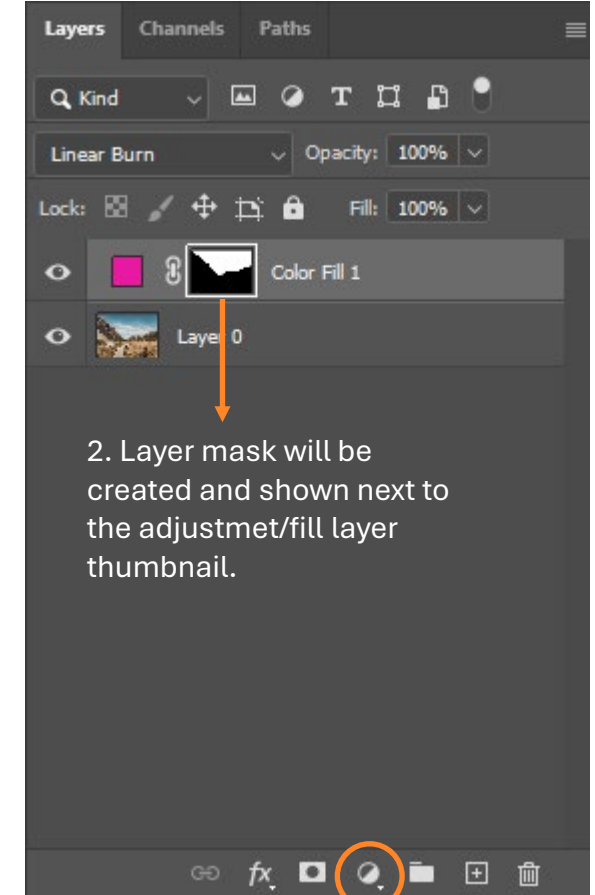 Layers Channels Paths
Kind T
Linear Burn Opacity: 100%
Lock: Fill: 100%
Color Fill 1
Layer 0
2. Layer mask will be
created and shown next to
the adjustmet/fill layer
thumbnail.
fx